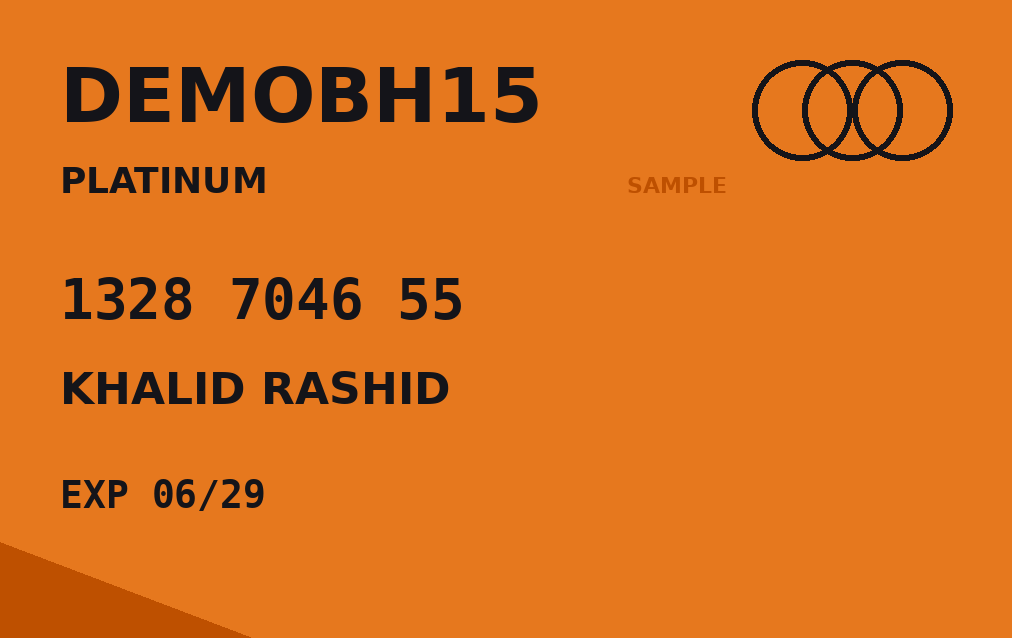 DEMOBH15
PLATINUM
SAMPLE
1328 7046 55
KHALID RASHID
EXP 06/29